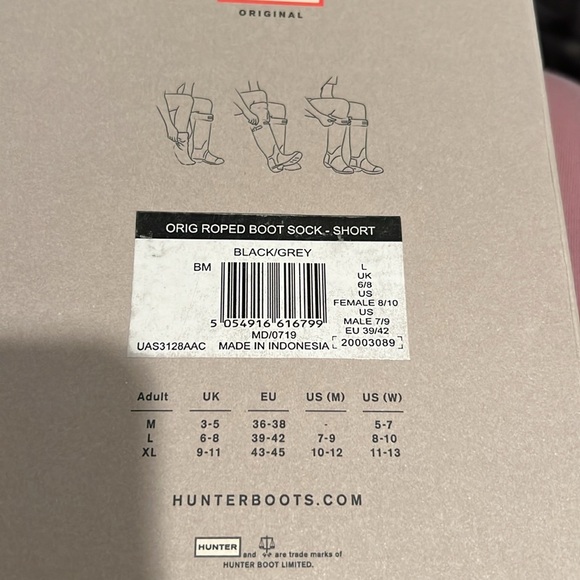 ORIGINAL
ORIG ROPED BOOT SOCK - SHORT
BLACK/GREY
BM
5 054916 616799
MD/0719
UAS3128AAC MADE IN INDONESIA
L
UK
6/8
US
FEMALE 8/10
US
MALE 7/9
EU 39/42
20003089
Adult UK EU US (M) US (W)
M 3-5 36-38 - 5-7
L 6-8 39-42 7-9 8-10
XL 9-11 43-45 10-12 11-13
HUNTERBOOTS.COM
HUNTER and are trade marks of
HUNTER BOOT LIMITED.